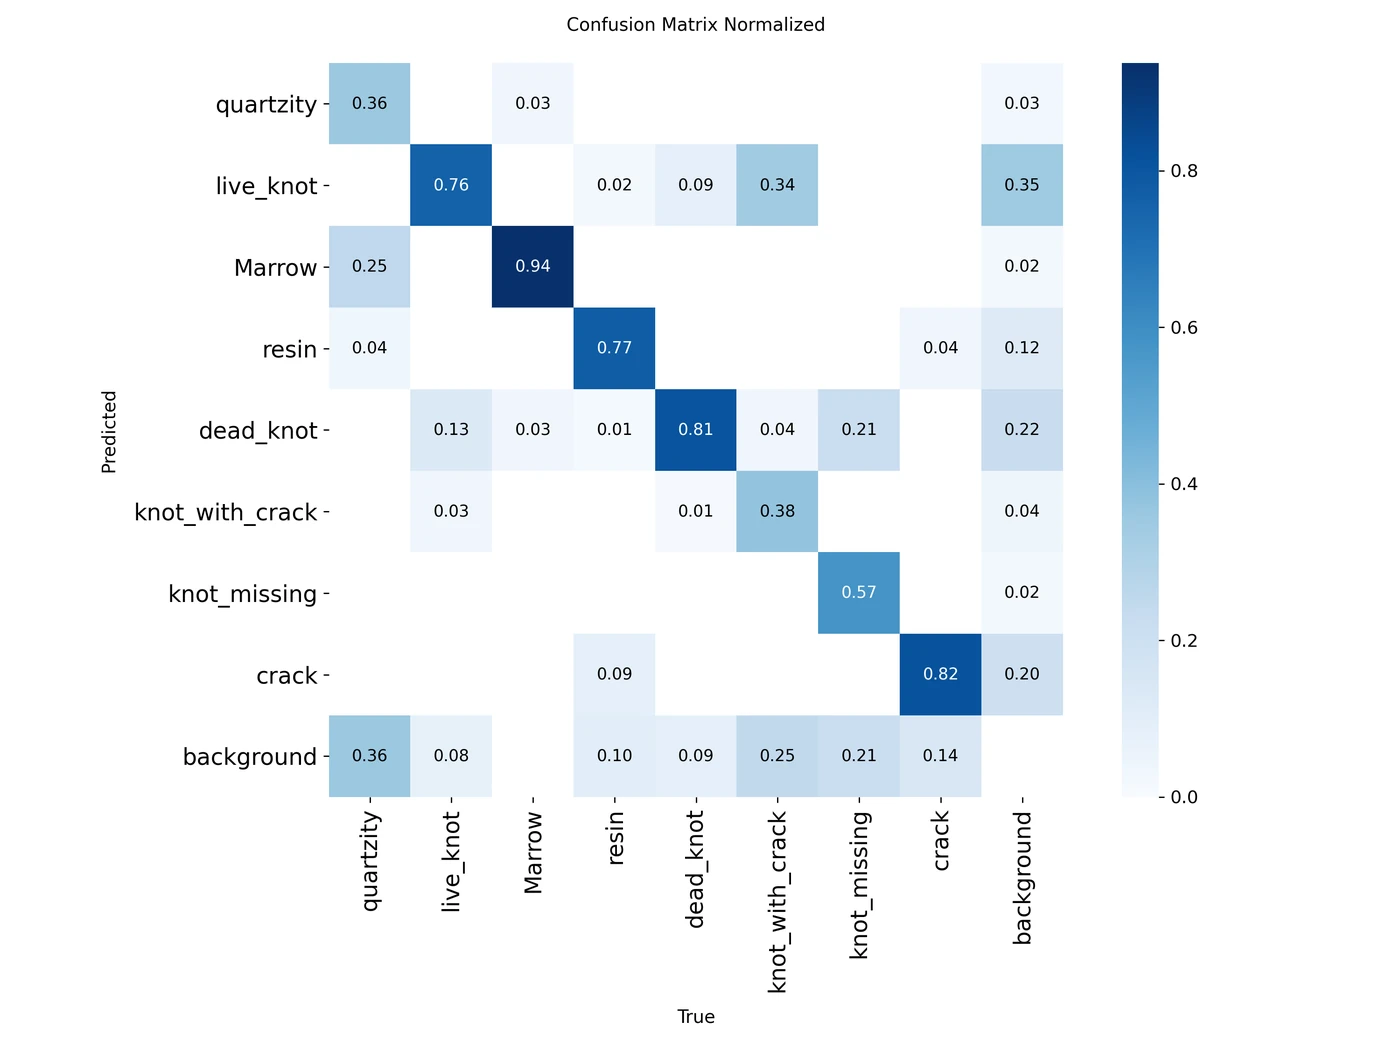 Confusion Matrix Normalized
quartzity 0.36 0.03 0.03
live_knot 0.76 0.02 0.09 0.34 0.35
Marrow 0.25 0.94 0.02
resin 0.04 0.77 0.04 0.12
dead_knot 0.13 0.03 0.01 0.81 0.04 0.21 0.22
knot_with_crack 0.03 0.01 0.38 0.04
knot_missing 0.57 0.02
crack 0.09 0.82 0.20
background 0.36 0.08 0.10 0.09 0.25 0.21 0.14
Predicted
quartzity
live_knot
Marrow
resin
dead_knot
knot_with_crack
knot_missing
crack
background
True
0.8
0.6
0.4
0.2
0.0